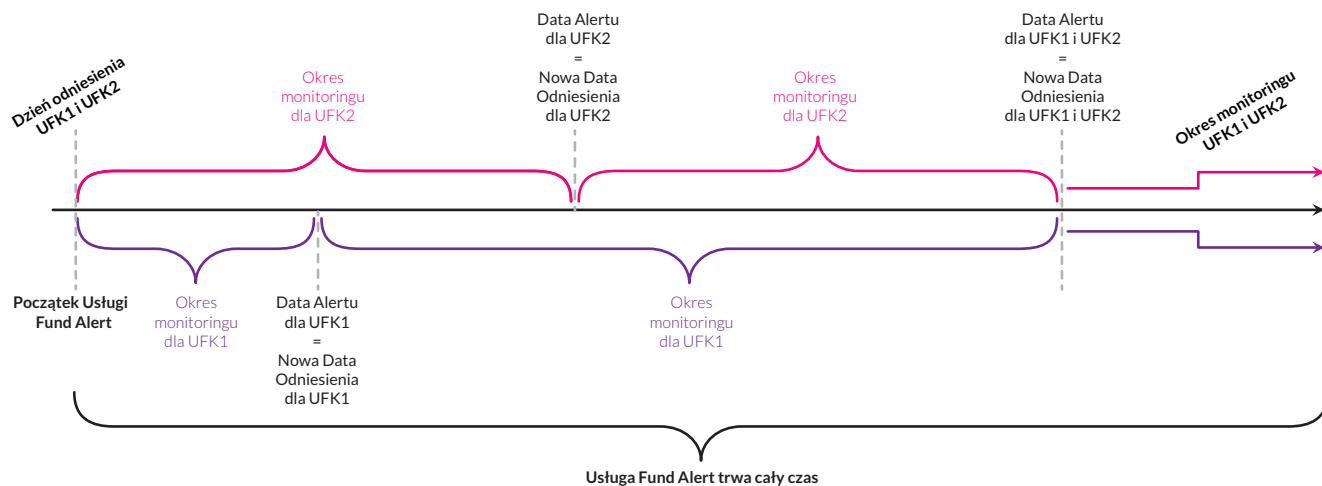 Dzień odniesienia
UFK1 i UFK2
Okres
monitoringu
dla UFK2
Data Alertu
dla UFK2
=
Nowa Data
Odniesienia
dla UFK2
Okres
monitoringu
dla UFK2
Data Alertu
dla UFK1 i UFK2
=
Nowa Data
Odniesienia
dla UFK1 i UFK2
Okres monitoringu
UFK1 i UFK2
Początek Usługi
Fund Alert
Okres
monitoringu
dla UFK1
Data Alertu
dla UFK1
=
Nowa Data
Odniesienia
dla UFK1
Okres
monitoringu
dla UFK1
Usługa Fund Alert trwa cały czas